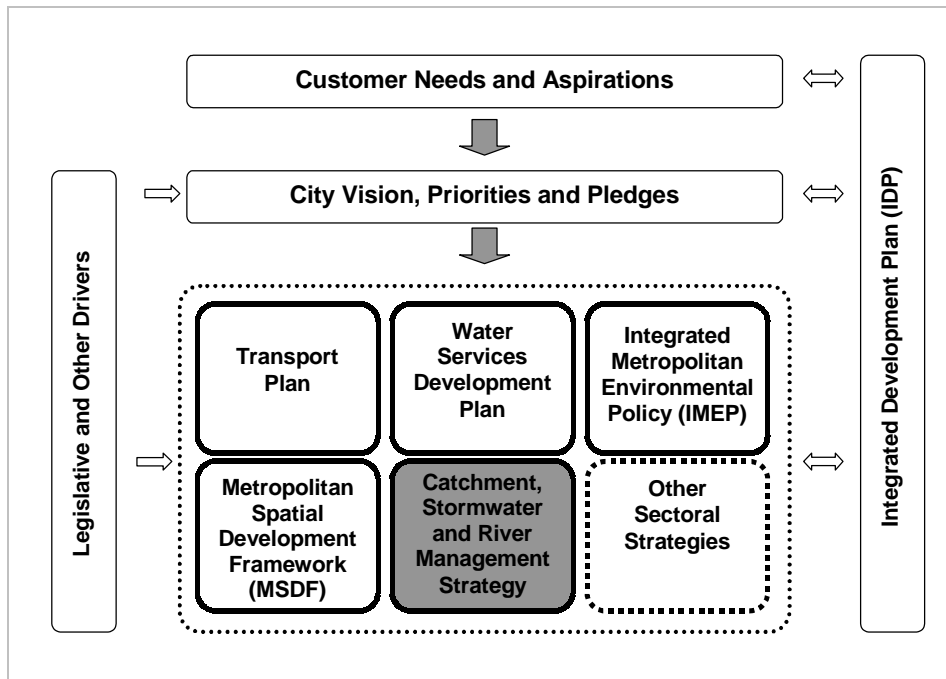 Customer Needs and Aspirations
City Vision, Priorities and Pledges
Legislative and Other Drivers
Transport
Plan
Water
Services
Development
Plan
Integrated
Metropolitan
Environmental
Policy (IMEP)
Metropolitan
Spatial
Development
Framework
(MSDF)
Catchment,
Stormwater
and River
Management
Strategy
Other
Sectoral
Strategies
Integrated Development Plan (IDP)